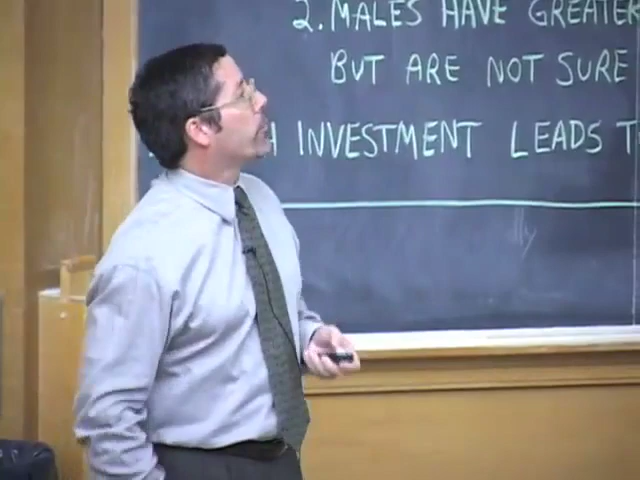 2. MALES HAVE GREATER
BUT ARE NOT SURE
INVESTMENT LEADS